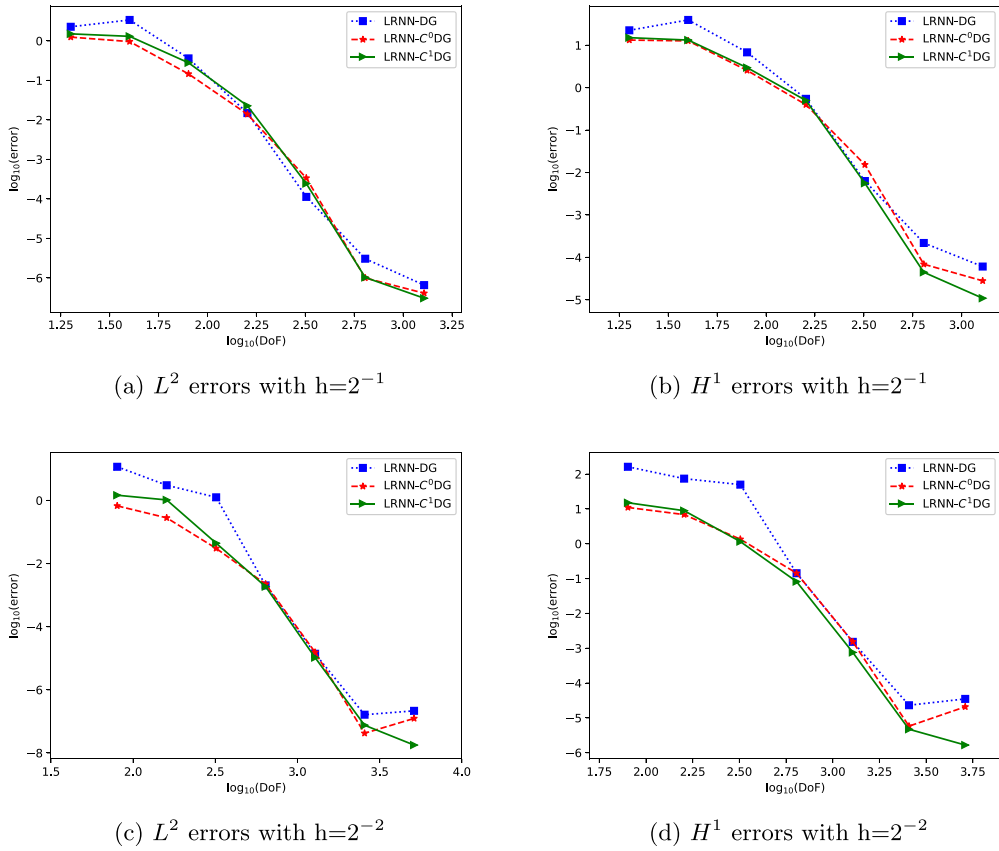 LRNN-DG
LRNN-C⁰DG
LRNN-C¹DG
log₁₀(error)
0
−1
−2
−3
−4
−5
−6
1.25 1.50 1.75 2.00 2.25 2.50 2.75 3.00 3.25
log₁₀(DoF)
(a) L² errors with h=2⁻¹
LRNN-DG
LRNN-C⁰DG
LRNN-C¹DG
log₁₀(error)
1
0
−1
−2
−3
−4
−5
1.25 1.50 1.75 2.00 2.25 2.50 2.75 3.00
log₁₀(DoF)
(b) H¹ errors with h=2⁻¹
LRNN-DG
LRNN-C⁰DG
LRNN-C¹DG
log₁₀(error)
0
−2
−4
−6
−8
1.5 2.0 2.5 3.0 3.5 4.0
log₁₀(DoF)
(c) L² errors with h=2⁻²
LRNN-DG
LRNN-C⁰DG
LRNN-C¹DG
log₁₀(error)
2
1
0
−1
−2
−3
−4
−5
−6
1.75 2.00 2.25 2.50 2.75 3.00 3.25 3.50 3.75
log₁₀(DoF)
(d) H¹ errors with h=2⁻²